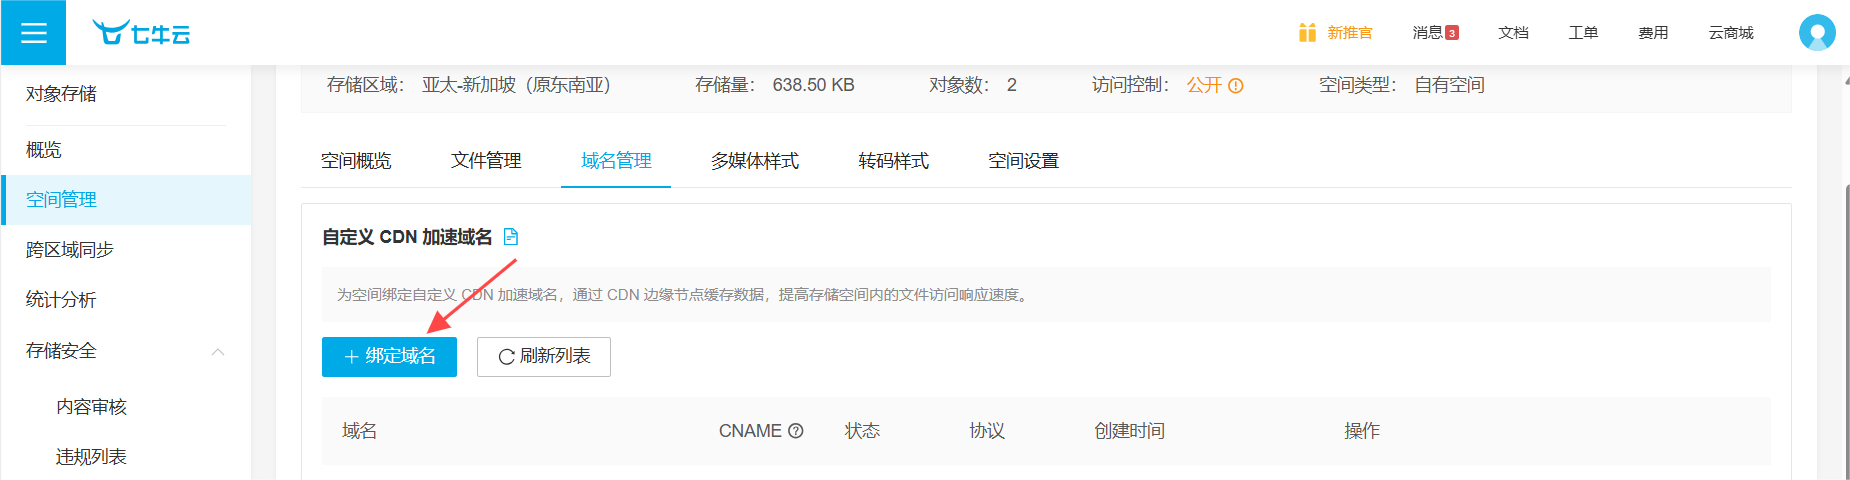 七牛云
新推官
消息 3
文档
工单
费用
云商城
对象存储
概览
空间管理
跨区域同步
统计分析
存储安全
内容审核
违规列表
存储区域： 亚太-新加坡（原东南亚） 存储量： 638.50 KB 对象数： 2 访问控制： 公开 空间类型： 自有空间
空间概览 文件管理 域名管理 多媒体样式 转码样式 空间设置
自定义 CDN 加速域名
为空间绑定自定义 CDN 加速域名，通过 CDN 边缘节点缓存数据，提高存储空间内的文件访问响应速度。
绑定域名 刷新列表
域名 CNAME 状态 协议 创建时间 操作